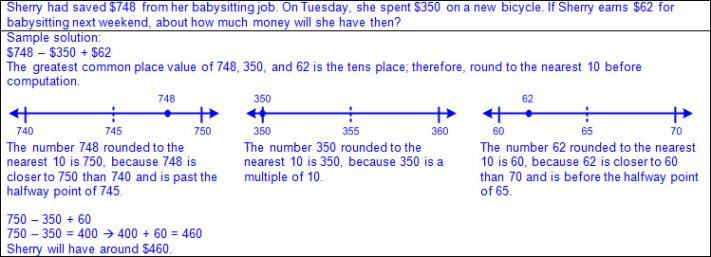 Sherry had saved $748 from her babysitting job. On Tuesday, she spent $350 on a new bicycle. If Sherry earns $62 for
babysitting next weekend, about how much money will she have then?
Sample solution:
$748 – $350 + $62
The greatest common place value of 748, 350, and 62 is the tens place; therefore, round to the nearest 10 before
computation.
748
740 745 750
The number 748 rounded to the
nearest 10 is 750, because 748 is
closer to 750 than 740 and is past the
halfway point of 745.
350
350 355 360
The number 350 rounded to the
nearest 10 is 350, because 350 is a
multiple of 10.
62
60 65 70
The number 62 rounded to the nearest
10 is 60, because 62 is closer to 60
than 70 and is before the halfway point
of 65.
750 – 350 + 60
750 – 350 = 400 → 400 + 60 = 460
Sherry will have around $460.